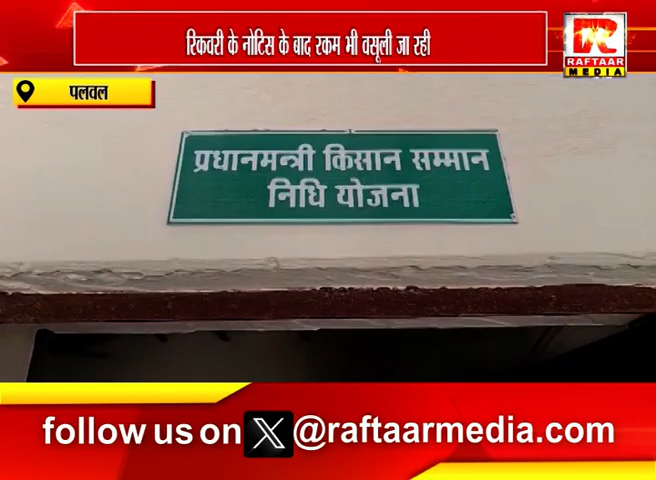 रिकवरी के नोटिस के बाद रकम भी वसूली जा रही
RAFTAAR
MEDIA
पलवल
प्रधानमन्त्री किसान सम्मान
निधि योजना
follow us on X @raftaarmedia.com